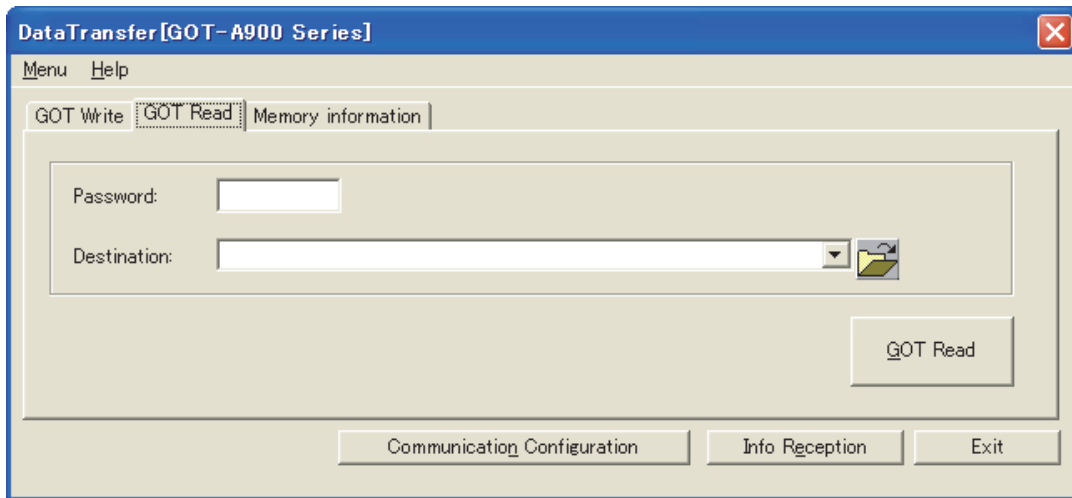 DataTransfer[GOT-A900 Series]
Menu Help
GOT Write GOT Read Memory information
Password:
Destination:
GOT Read
Communication Configuration Info Reception Exit